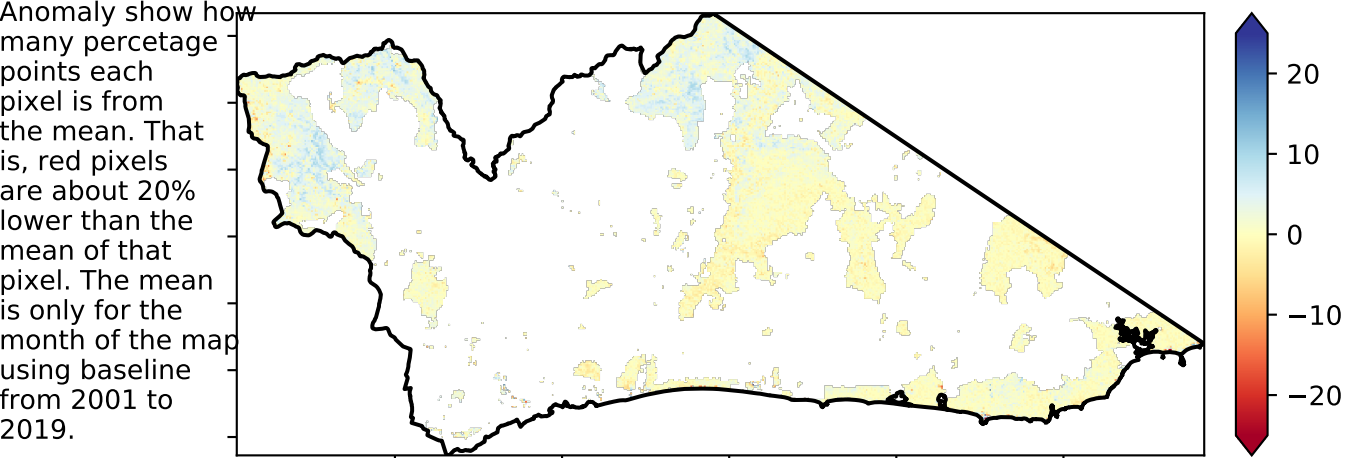 Anomaly show how
many percetage
points each
pixel is from
the mean. That
is, red pixels
are about 20%
lower than the
mean of that
pixel. The mean
is only for the
month of the map
using baseline
from 2001 to
2019.
20
10
0
−10
−20